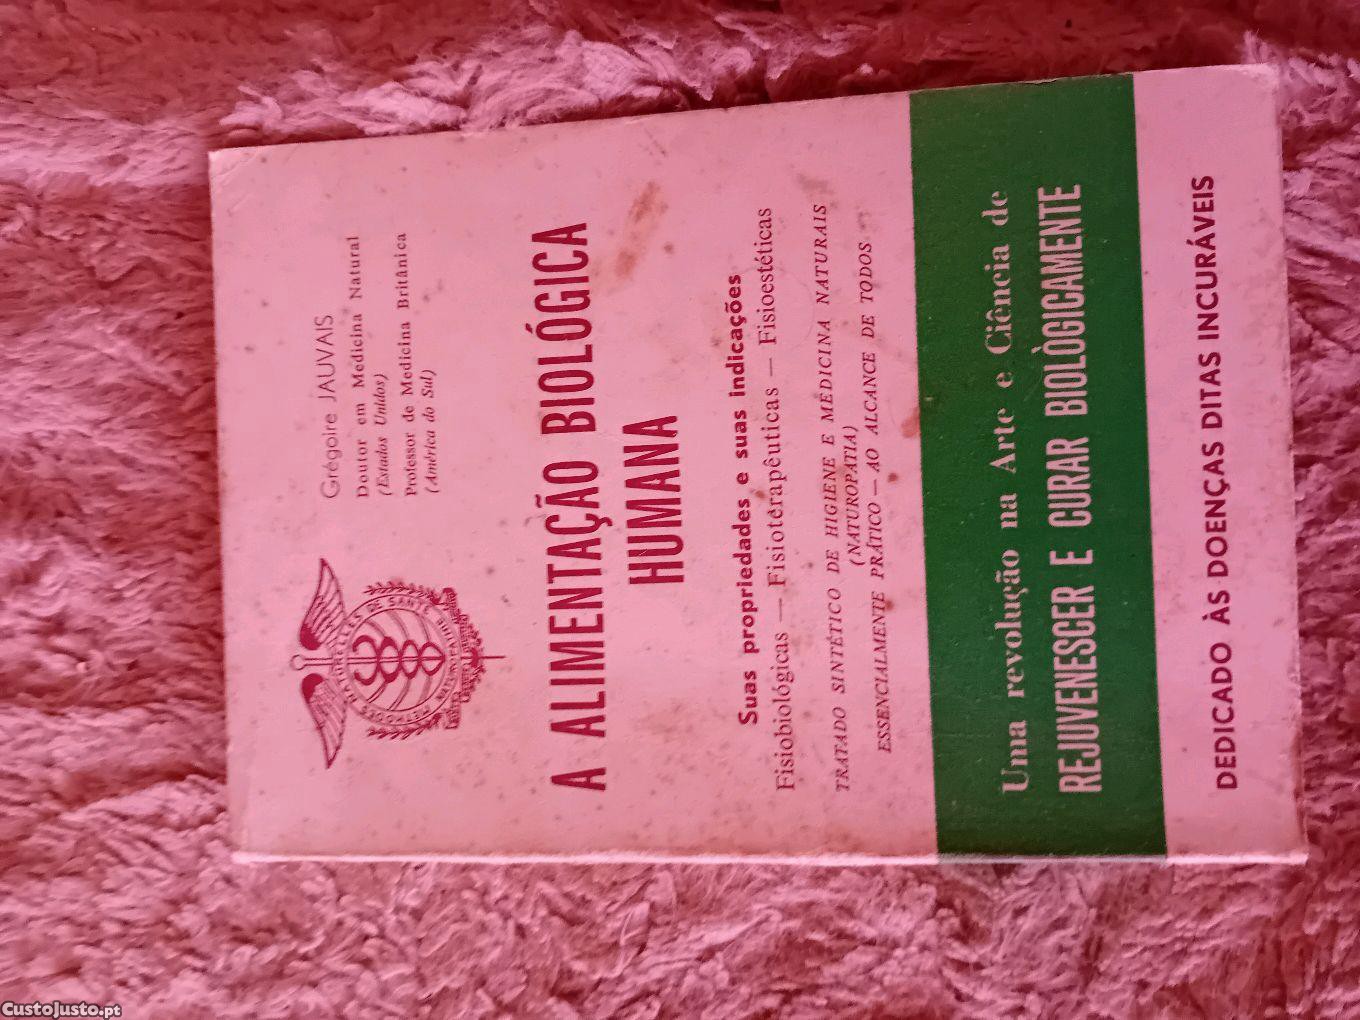 Grégoire JAUVAIS
Doutor em Medicina Natural
(Estados Unidos)
Professor de Medicina Britânica
(América do Sul)
DE SANTÉ
A ALIMENTAÇÃO BIOLÓGICA
HUMANA
Suas propriedades e suas indicações
Fisiobiológicas — Fisioterapêuticas — Fisioestéticas
TRATADO SINTÉTICO DE HIGIENE E MEDICINA NATURAIS
(NATUROPATIA)
ESSENCIALMENTE PRÁTICO — AO ALCANCE DE TODOS
Uma revolução na Arte e Ciência de
REJUVENESCER E CURAR BIOLÒGICAMENTE
DEDICADO ÀS DOENÇAS DITAS INCURÁVEIS
CustoJusto.pt